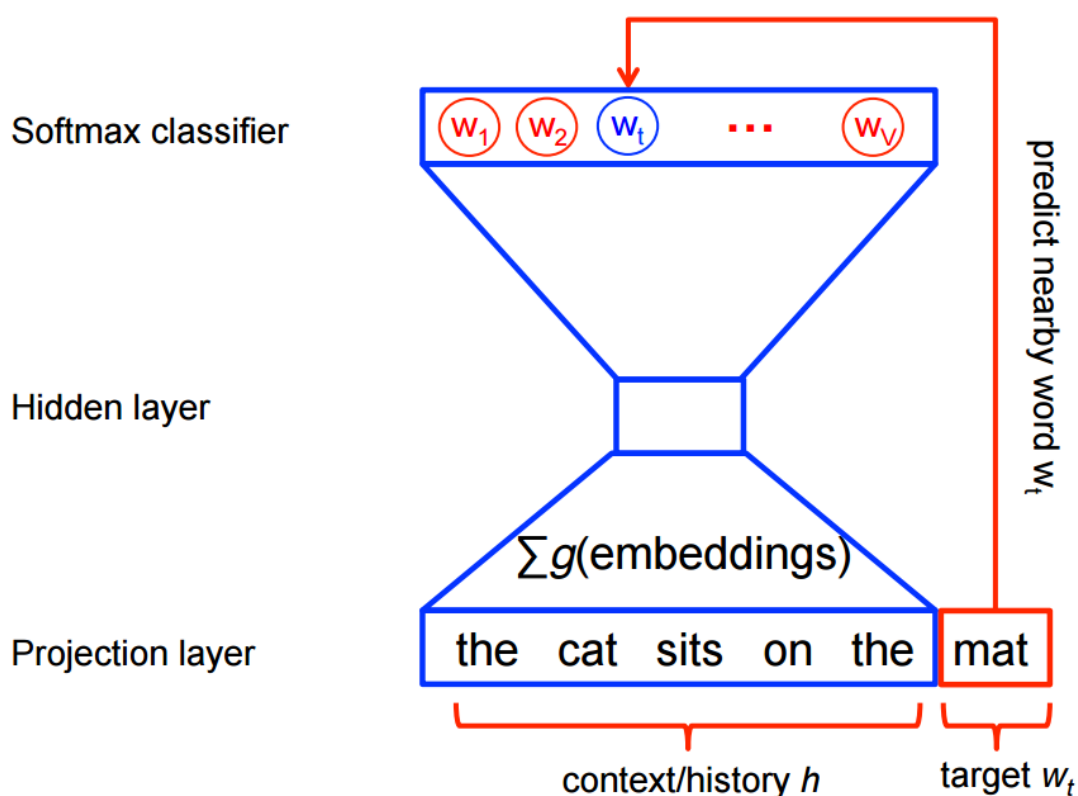 Softmax classifier
w1 w2 wt ... wV
predict nearby word wt
Hidden layer
∑g(embeddings)
Projection layer
the cat sits on the mat
context/history h
target wt